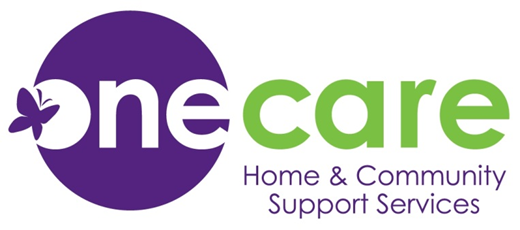 onecare
Home & Community
Support Services